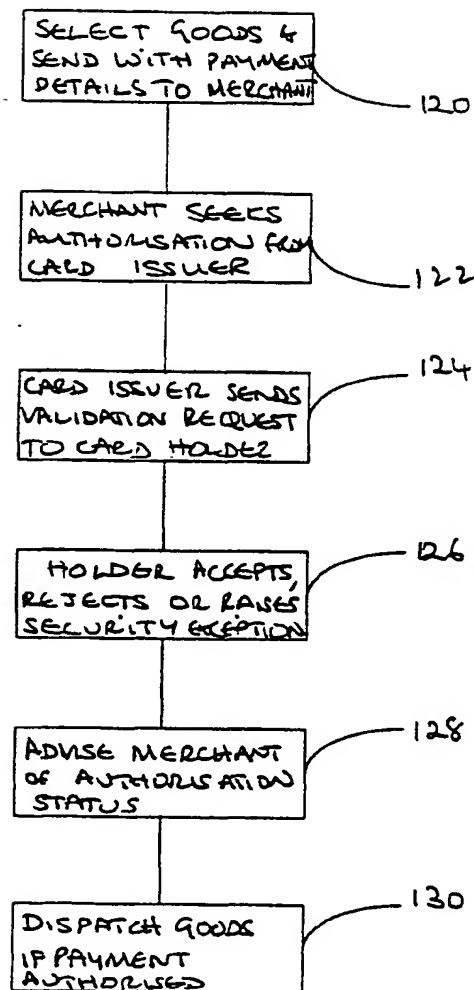 SELECT GOODS &
SEND WITH PAYMENT
DETAILS TO MERCHANT
120
MERCHANT SEEKS
AUTHORISATION FROM
CARD ISSUER
122
124
CARD ISSUER SENDS
VALIDATION REQUEST
TO CARD HOLDER
126
HOLDER ACCEPTS,
REJECTS OR RAISES
SECURITY EXCEPTION
128
ADVISE MERCHANT
OF AUTHORISATION
STATUS
130
DISPATCH GOODS
IF PAYMENT
AUTHORISED